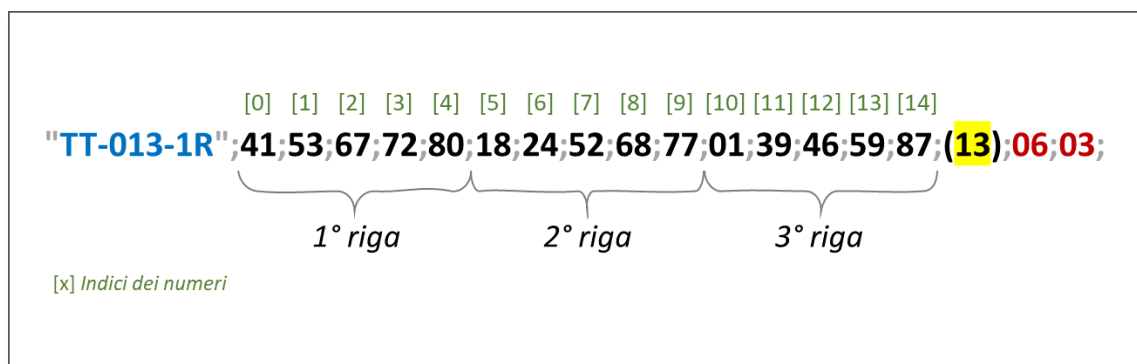 [0] [1] [2] [3] [4] [5] [6] [7] [8] [9] [10] [11] [12] [13] [14]
"TT-013-1R";41;53;67;72;80;18;24;52;68;77;01;39;46;59;87;(13);06;03;
1° riga 2° riga 3° riga
[x] Indici dei numeri